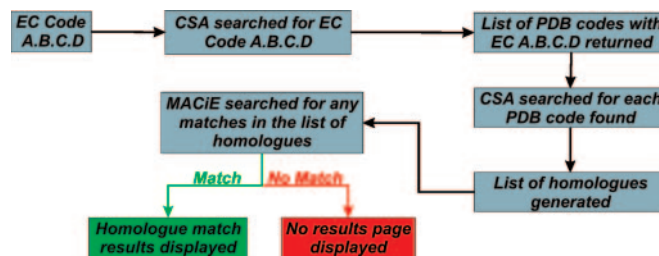 EC Code
A.B.C.D
CSA searched for EC
Code A.B.C.D
List of PDB codes with
EC A.B.C.D returned
CSA searched for each
PDB code found
List of homologues
generated
MACiE searched for any
matches in the list of
homologues
Match
No Match
Homologue match
results displayed
No results page
displayed